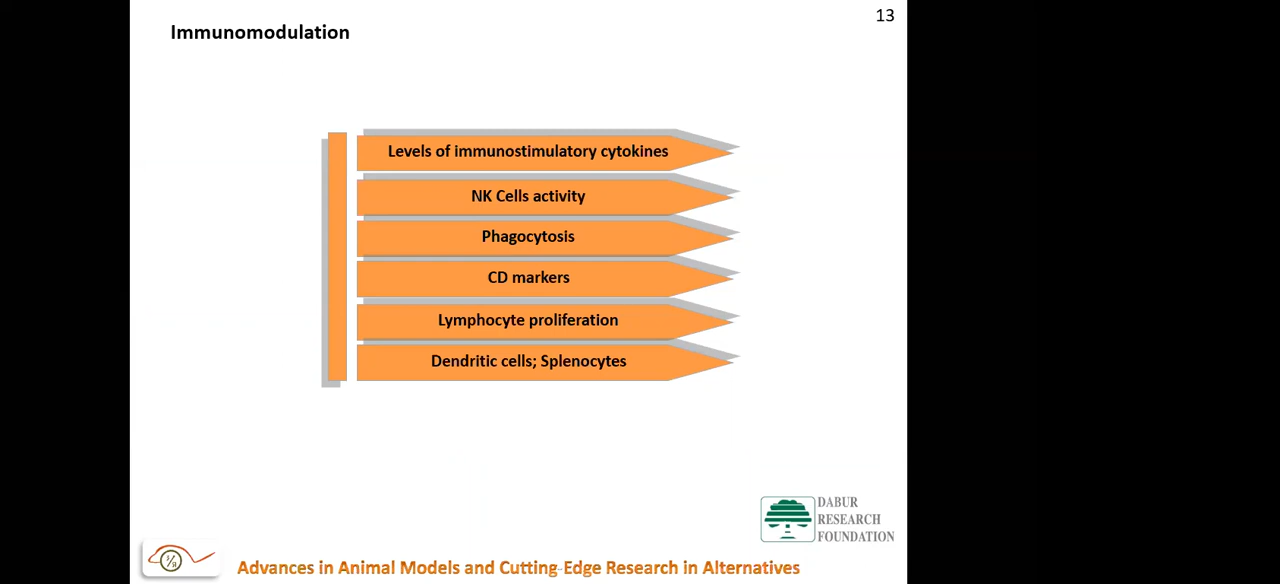 13
Immunomodulation
Levels of immunostimulatory cytokines
NK Cells activity
Phagocytosis
CD markers
Lymphocyte proliferation
Dendritic cells; Splenocytes
DABUR
RESEARCH
FOUNDATION
Advances in Animal Models and Cutting-Edge Research in Alternatives